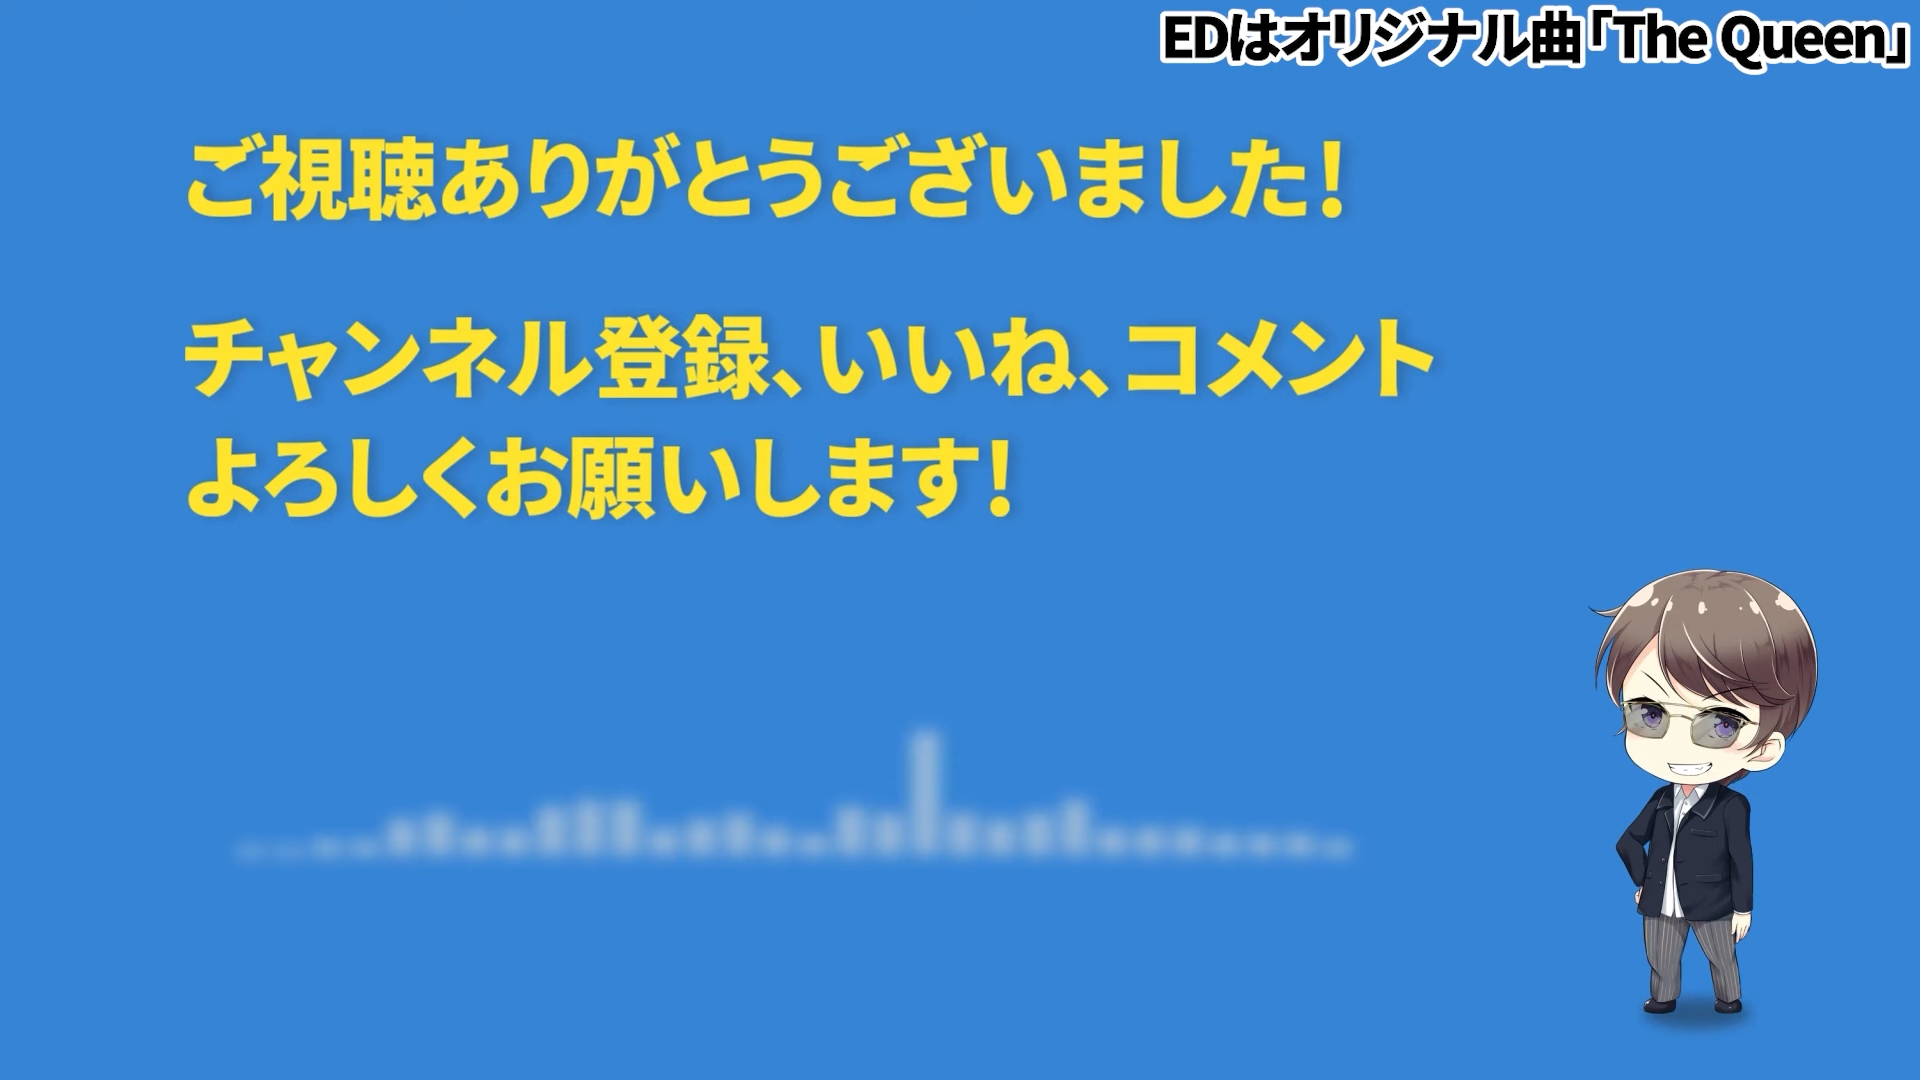 EDはオリジナル曲「The Queen」
ご視聴ありがとうございました！
チャンネル登録、いいね、コメント
よろしくお願いします！